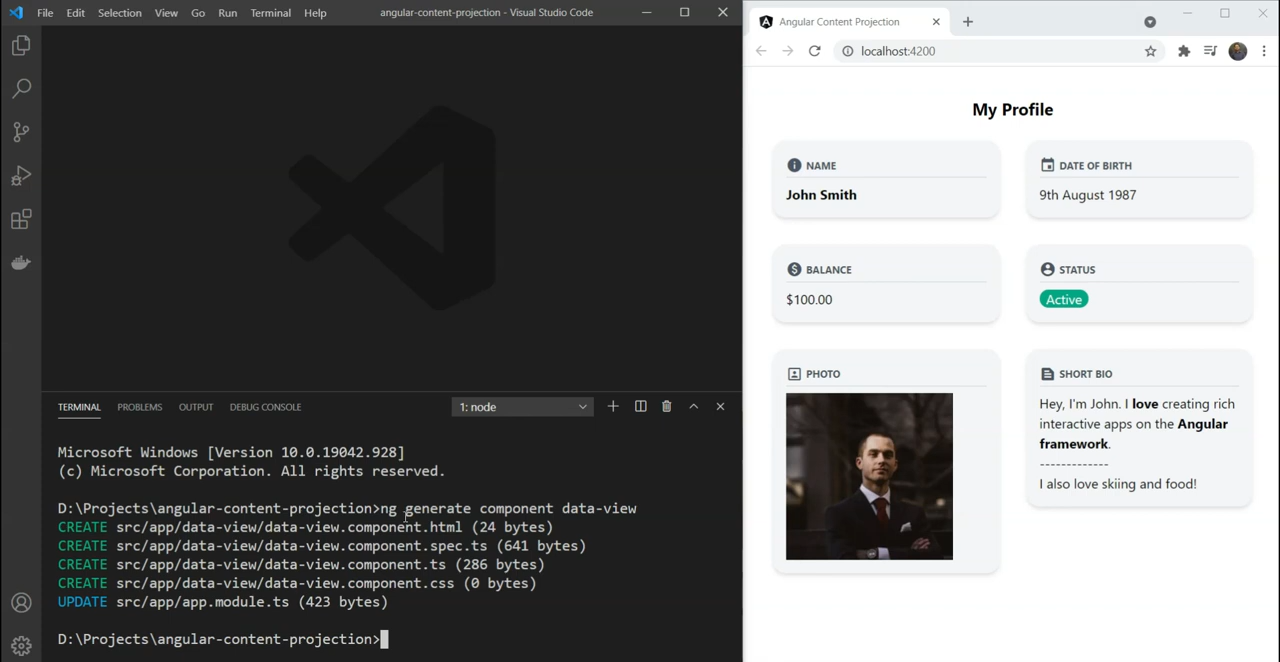 File Edit Selection View Go Run Terminal Help
angular-content-projection - Visual Studio Code
TERMINAL PROBLEMS OUTPUT DEBUG CONSOLE
1: node
Microsoft Windows [Version 10.0.19042.928]
(c) Microsoft Corporation. All rights reserved.
D:\Projects\angular-content-projection>ng generate component data-view
CREATE src/app/data-view/data-view.component.html (24 bytes)
CREATE src/app/data-view/data-view.component.spec.ts (641 bytes)
CREATE src/app/data-view/data-view.component.ts (286 bytes)
CREATE src/app/data-view/data-view.component.css (0 bytes)
UPDATE src/app/app.module.ts (423 bytes)
D:\Projects\angular-content-projection>
Angular Content Projection
localhost:4200
My Profile
NAME
John Smith
DATE OF BIRTH
9th August 1987
BALANCE
$100.00
STATUS
Active
PHOTO
SHORT BIO
Hey, I'm John. I love creating rich
interactive apps on the Angular
framework.
-------------
I also love skiing and food!